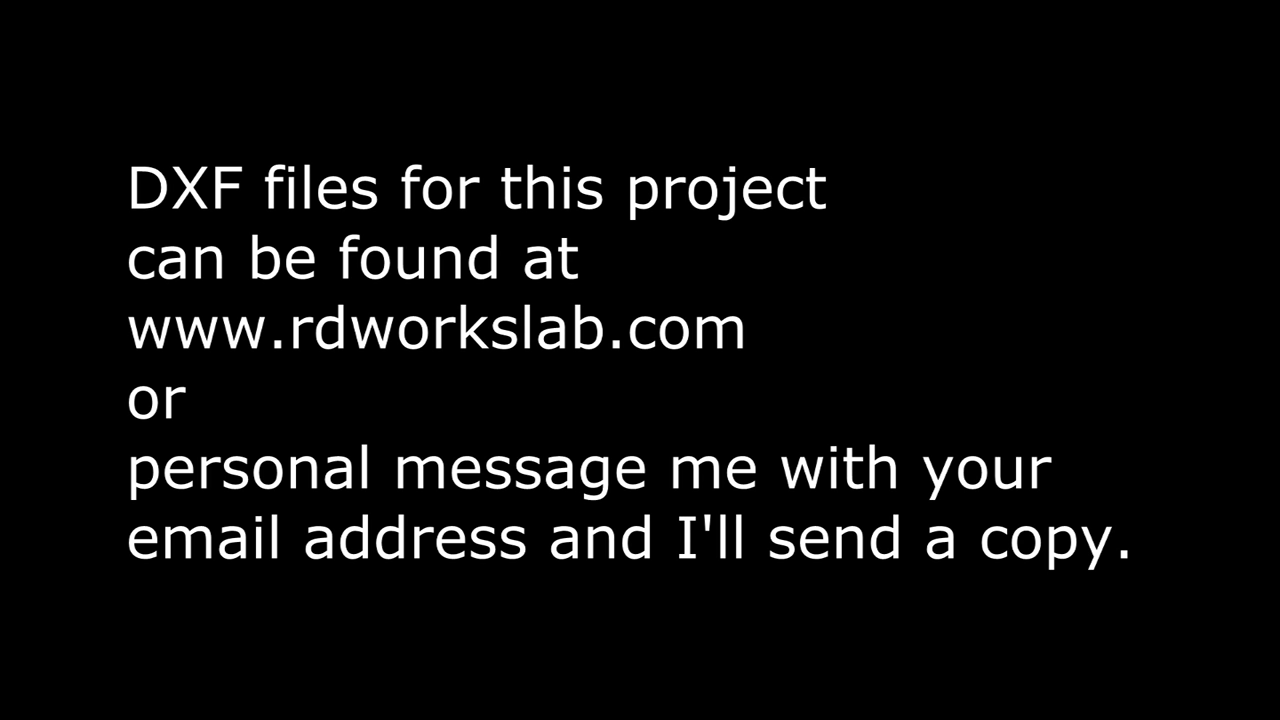 DXF files for this project
can be found at
www.rdworkslab.com
or
personal message me with your
email address and I'll send a copy.